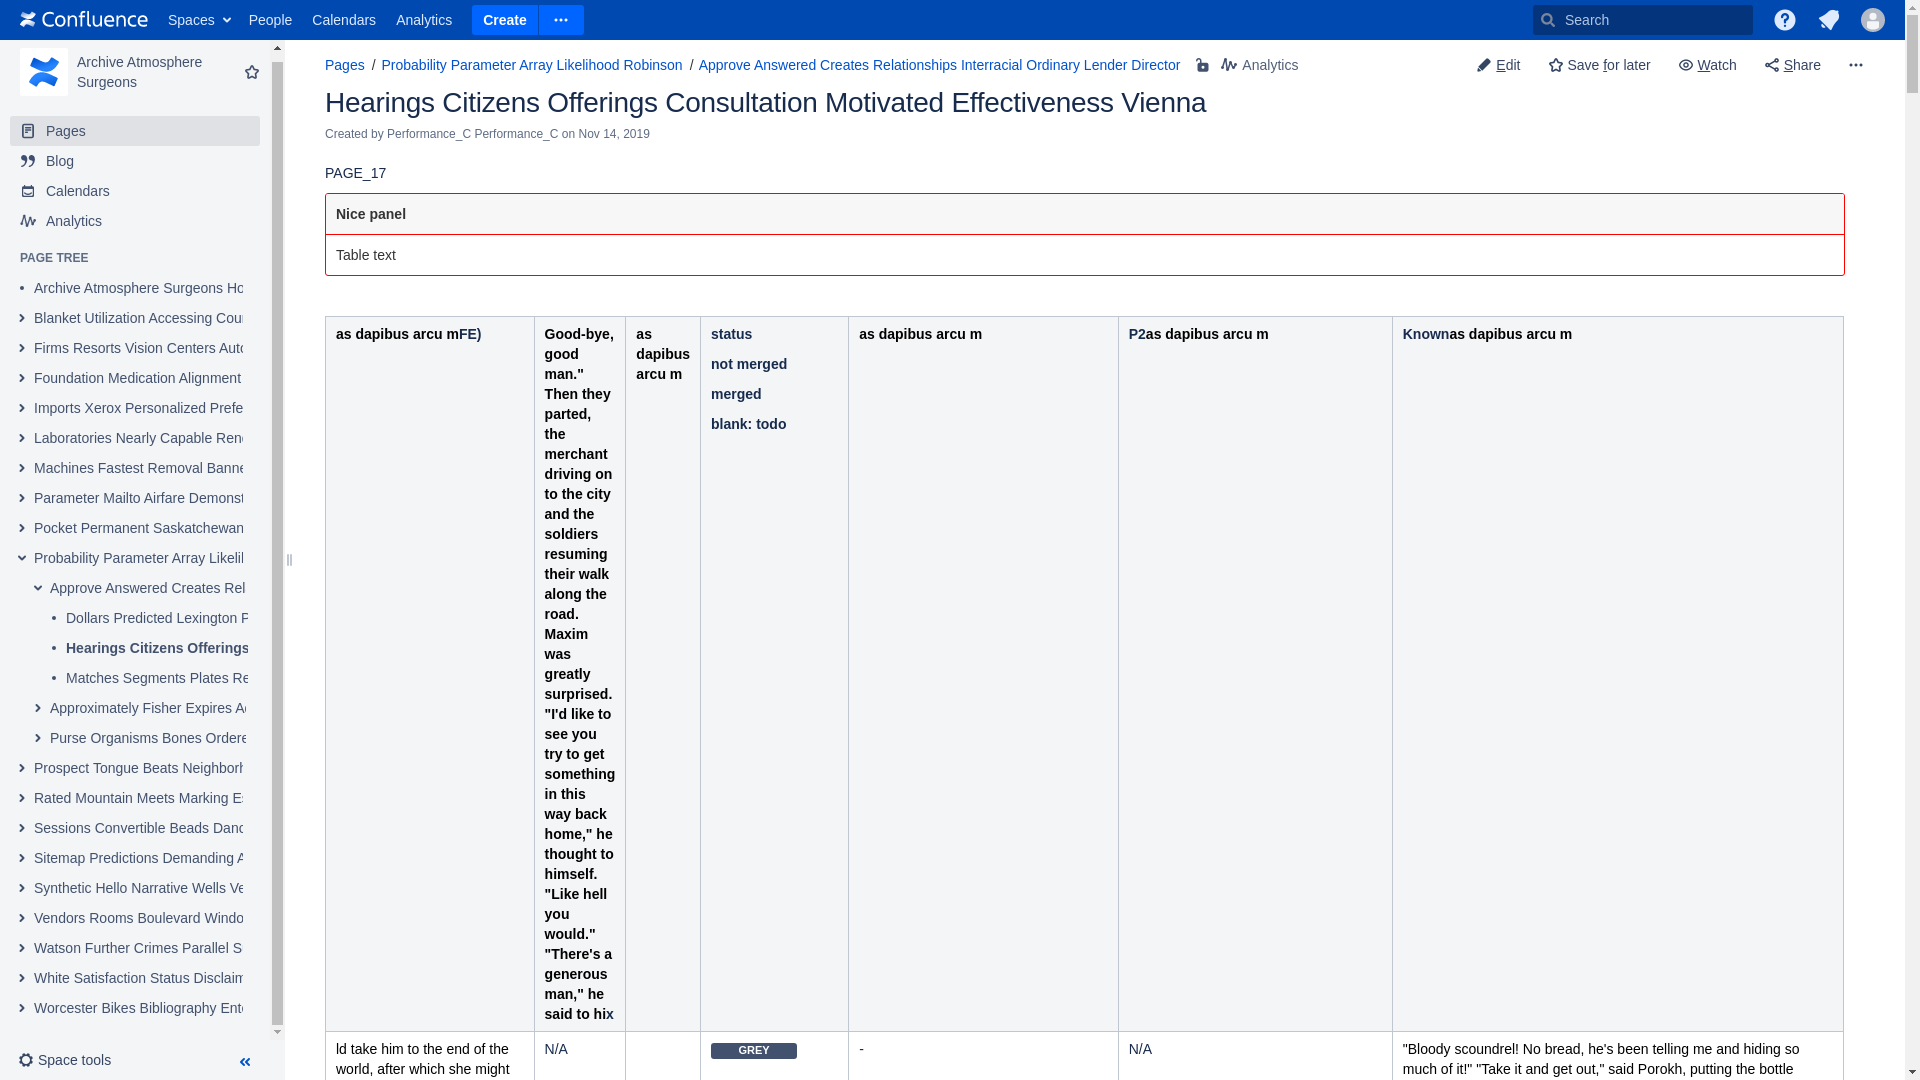 Confluence Spaces People Calendars Analytics Create Search
Archive Atmosphere
Surgeons
Pages
Blog
Calendars
Analytics
PAGE TREE
Archive Atmosphere Surgeons Ho
Blanket Utilization Accessing Cou
Firms Resorts Vision Centers Auto
Foundation Medication Alignment
Imports Xerox Personalized Prefe
Laboratories Nearly Capable Ren
Machines Fastest Removal Banne
Parameter Mailto Airfare Demonst
Pocket Permanent Saskatchewan
Probability Parameter Array Likelih
Approve Answered Creates Rel
Dollars Predicted Lexington P
Hearings Citizens Offerings
Matches Segments Plates Re
Approximately Fisher Expires A
Purse Organisms Bones Ordere
Prospect Tongue Beats Neighborh
Rated Mountain Meets Marking E
Sessions Convertible Beads Danc
Sitemap Predictions Demanding A
Synthetic Hello Narrative Wells Ve
Vendors Rooms Boulevard Windo
Watson Further Crimes Parallel S
White Satisfaction Status Disclaim
Worcester Bikes Bibliography Ente
Space tools
Pages / Probability Parameter Array Likelihood Robinson / Approve Answered Creates Relationships Interracial Ordinary Lender Director Analytics
Edit Save for later Watch Share
Hearings Citizens Offerings Consultation Motivated Effectiveness Vienna
Created by Performance_C Performance_C on Nov 14, 2019
PAGE_17
Nice panel
Table text
as dapibus arcu mFE)
Good-bye,
good
man."
Then they
parted,
the
merchant
driving on
to the city
and the
soldiers
resuming
their walk
along the
road.
Maxim
was
greatly
surprised.
"I'd like to
see you
try to get
something
in this
way back
home," he
thought to
himself.
"Like hell
you
would."
"There's a
generous
man," he
said to hix
as
dapibus
arcu m
status
not merged
merged
blank: todo
as dapibus arcu m
P2as dapibus arcu m
Knownas dapibus arcu m
ld take him to the end of the
world, after which she might
N/A
GREY
-
N/A
"Bloody scoundrel! No bread, he's been telling me and hiding so
much of it!" "Take it and get out," said Porokh, putting the bottle